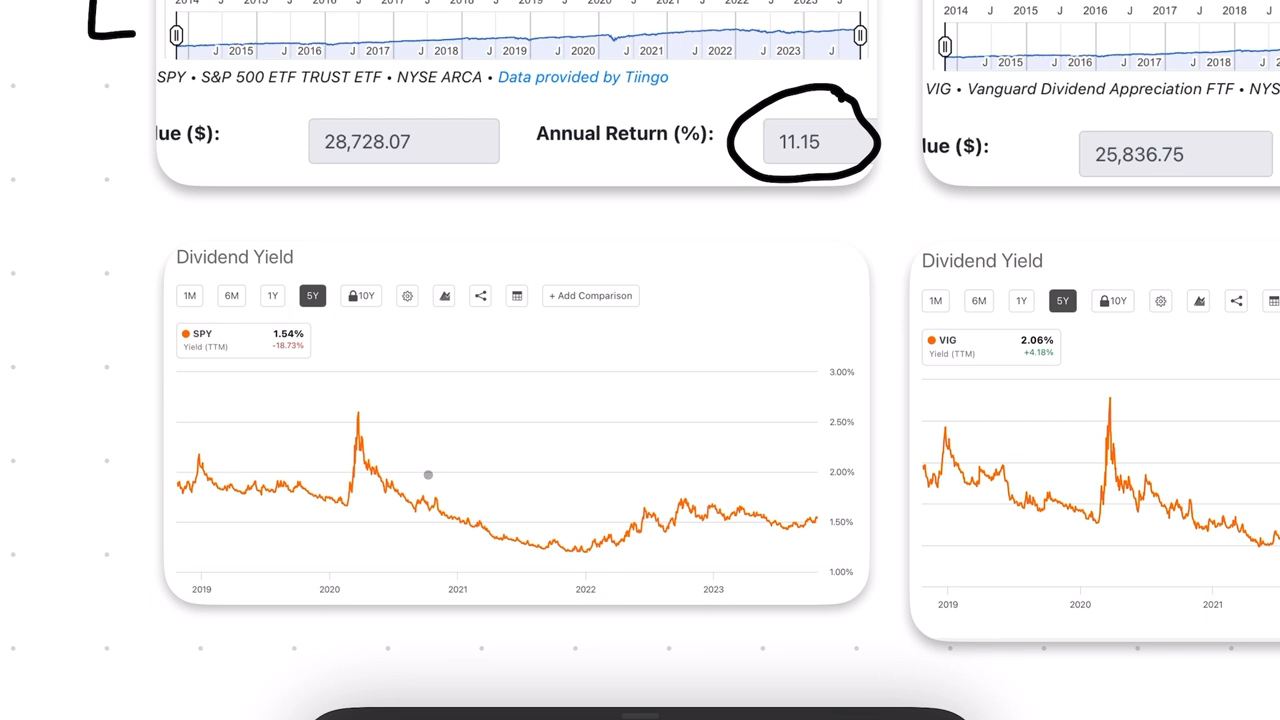 2014 J 2015 J 2016 J 2017 J 2018 J 2019 J 2020 J 2021 J 2022 J 2023 J
J 2015 J 2016 J 2017 J 2018 J 2019 J 2020 J 2021 J 2022 J 2023 J
SPY • S&P 500 ETF TRUST ETF • NYSE ARCA • Data provided by Tiingo
lue ($): 28,728.07 Annual Return (%): 11.15
2014 J 2015 J 2016 J 2017 J 2018 J
J 2015 J 2016 J 2017 J 2018 J
VIG • Vanguard Dividend Appreciation FTF • NYS
lue ($): 25,836.75
Dividend Yield
1M 6M 1Y 5Y 10Y + Add Comparison
SPY 1.54%
Yield (TTM) -18.73%
3.00%
2.50%
2.00%
1.50%
1.00%
2019 2020 2021 2022 2023
Dividend Yield
1M 6M 1Y 5Y 10Y
VIG 2.06%
Yield (TTM) +4.18%
2019 2020 2021